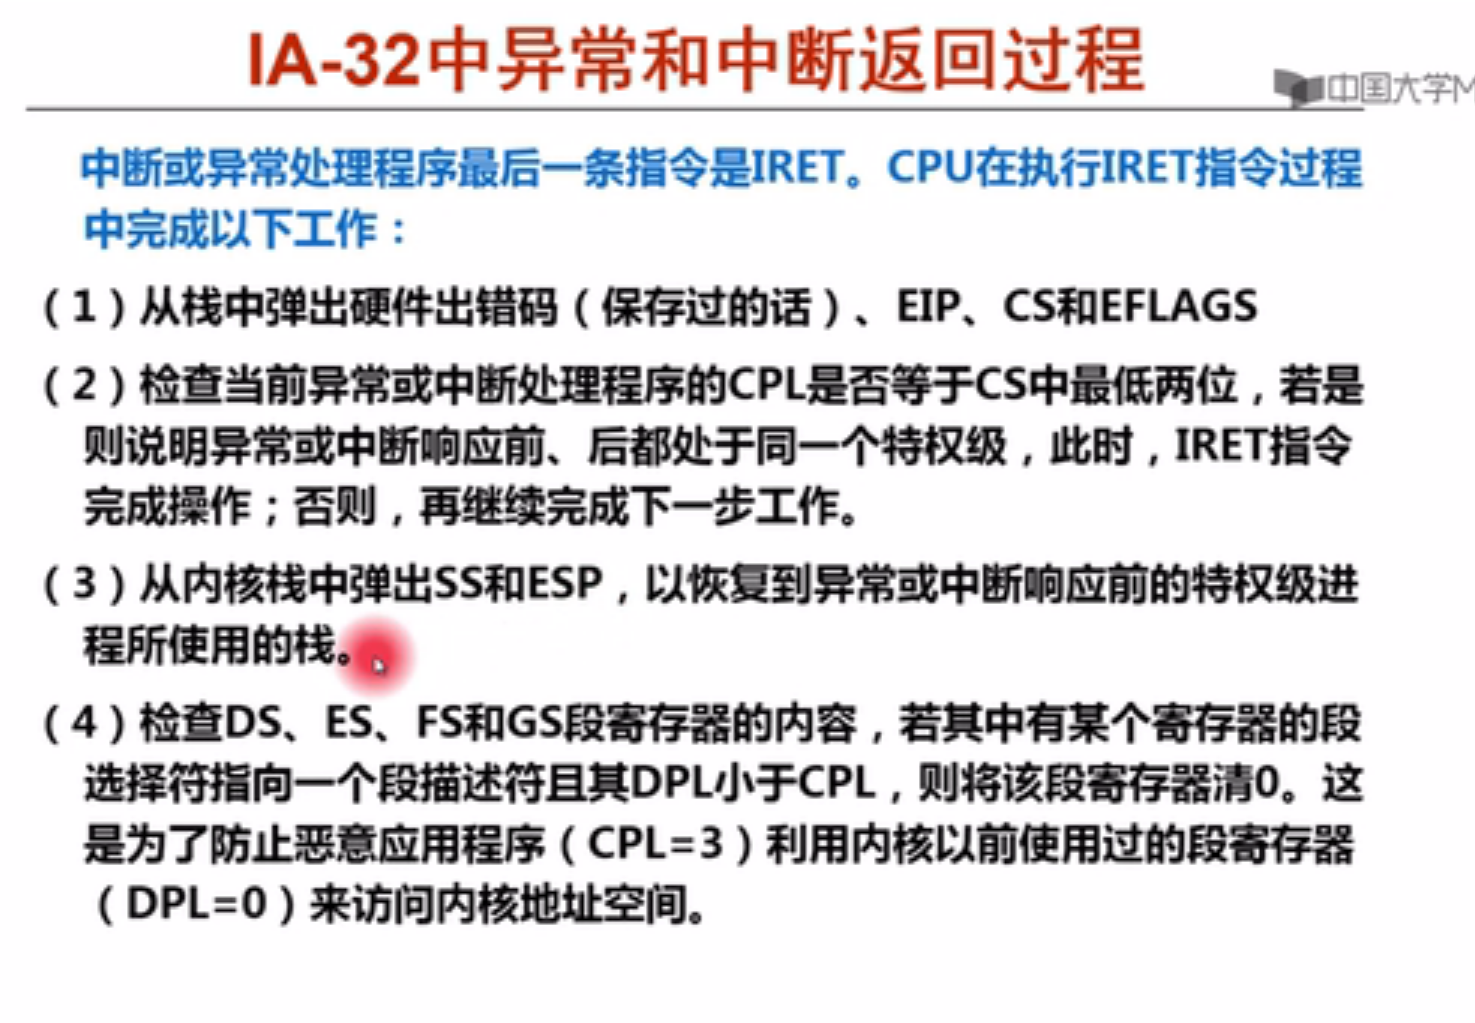 IA-32中异常和中断返回过程
中国大学M
中断或异常处理程序最后一条指令是IRET。CPU在执行IRET指令过程
中完成以下工作：
（1）从栈中弹出硬件出错码（保存过的话）、EIP、CS和EFLAGS
（2）检查当前异常或中断处理程序的CPL是否等于CS中最低两位，若是
则说明异常或中断响应前、后都处于同一个特权级，此时，IRET指令
完成操作；否则，再继续完成下一步工作。
（3）从内核栈中弹出SS和ESP，以恢复到异常或中断响应前的特权级进
程所使用的栈。
（4）检查DS、ES、FS和GS段寄存器的内容，若其中有某个寄存器的段
选择符指向一个段描述符且其DPL小于CPL，则将该段寄存器清0。这
是为了防止恶意应用程序（CPL=3）利用内核以前使用过的段寄存器
（DPL=0）来访问内核地址空间。